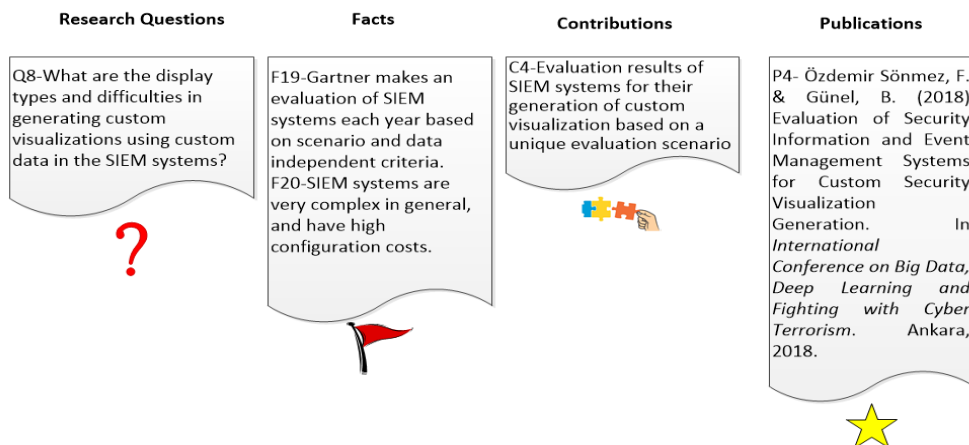 Research Questions
Facts
Contributions
Publications
Q8-What are the display
types and difficulties in
generating custom
visualizations using custom
data in the SIEM systems?
F19-Gartner makes an
evaluation of SIEM
systems each year based
on scenario and data
independent criteria.
F20-SIEM systems are
very complex in general,
and have high
configuration costs.
C4-Evaluation results of
SIEM systems for their
generation of custom
visualization based on a
unique evaluation scenario
P4- Özdemir Sönmez, F.
& Günel, B. (2018)
Evaluation of Security
Information and Event
Management Systems
for Custom Security
Visualization
Generation. In
International
Conference on Big Data,
Deep Learning and
Fighting with Cyber
Terrorism. Ankara,
2018.
?